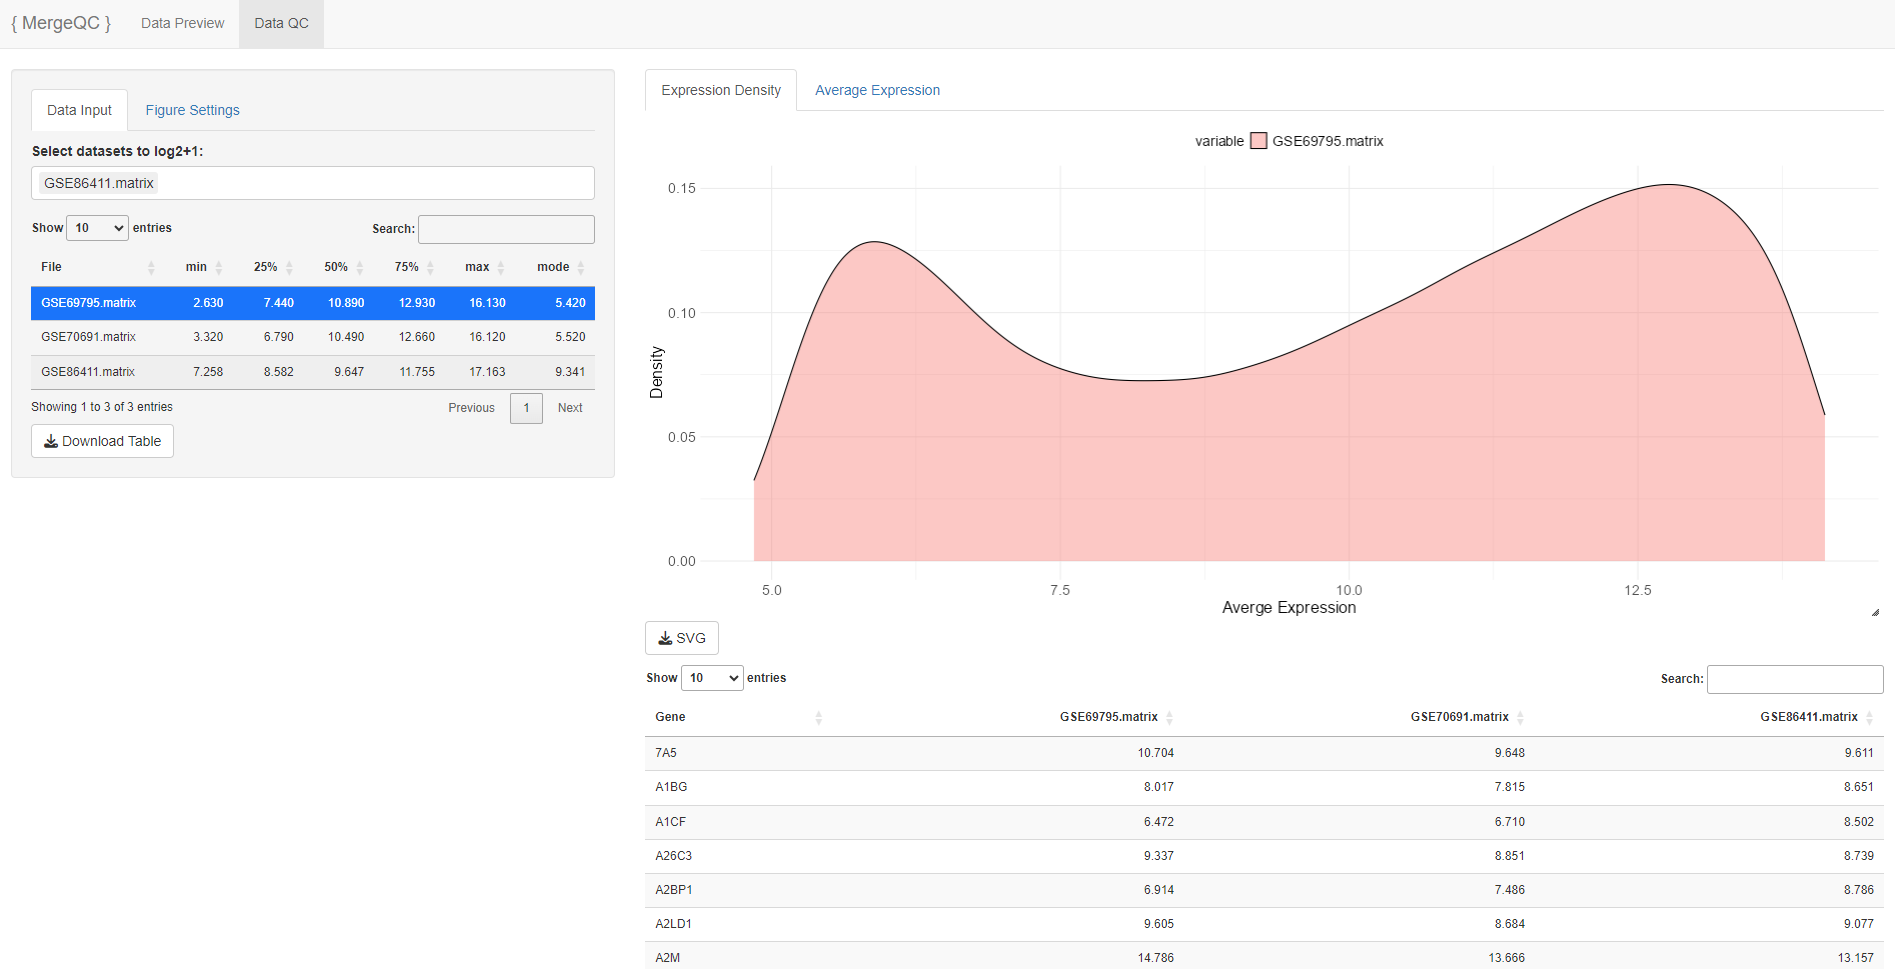 { MergeQC } Data Preview Data QC
Data Input Figure Settings
Select datasets to log2+1:
GSE86411.matrix
Show 10 entries Search:
File min 25% 50% 75% max mode
GSE69795.matrix 2.630 7.440 10.890 12.930 16.130 5.420
GSE70691.matrix 3.320 6.790 10.490 12.660 16.120 5.520
GSE86411.matrix 7.258 8.582 9.647 11.755 17.163 9.341
Showing 1 to 3 of 3 entries Previous 1 Next
Download Table
Expression Density Average Expression
variable GSE69795.matrix
0.15
0.10
0.05
0.00
Density
5.0 7.5 10.0 12.5
Averge Expression
SVG
Show 10 entries Search:
Gene GSE69795.matrix GSE70691.matrix GSE86411.matrix
7A5 10.704 9.648 9.611
A1BG 8.017 7.815 8.651
A1CF 6.472 6.710 8.502
A26C3 9.337 8.851 8.739
A2BP1 6.914 7.486 8.786
A2LD1 9.605 8.684 9.077
A2M 14.786 13.666 13.157